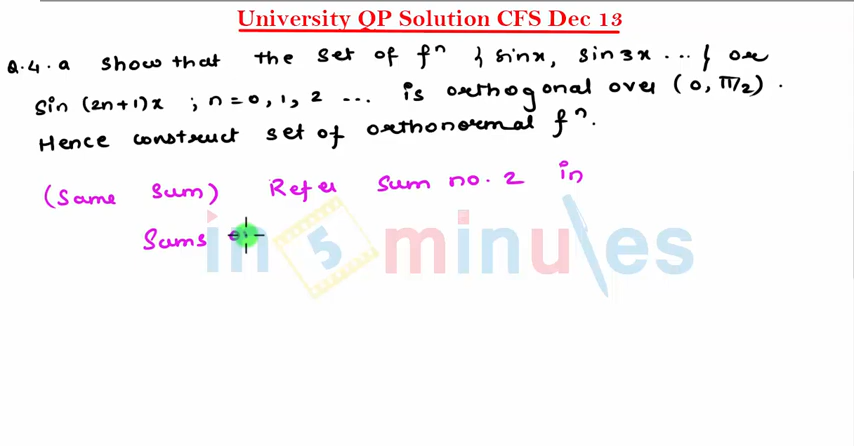 University QP Solution CFS Dec 13
Q.4.a show that the set of fⁿ { sinx, sin3x ... } or
sin (2n+1)x ; n=0, 1, 2 ... is orthogonal over (0, π/2).
Hence construct set of orthonormal fⁿ.
(Same Sum) Refer Sum no. 2 in
Sums
in 5 minutes